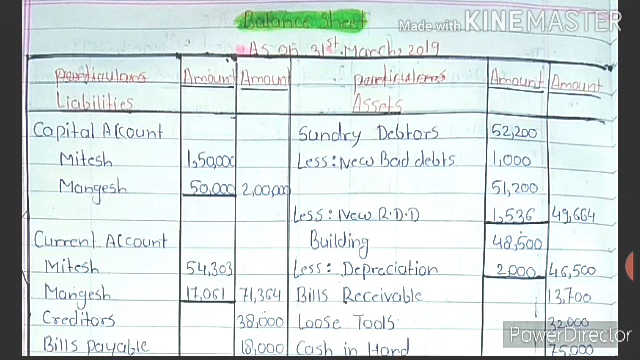 Balance Sheet
Made with KINEMASTER
As on 31st March, 2019
Particulars Amount Amount Particulars Amount Amount
Liabilities Assets
Capital Account Sundry Debtors 52,200
Mitesh 1,50,000 Less: New Bad debts 1,000
Mangesh 50,000 2,00,000 51,200
Less: New R.D.D 1,536 49,664
Current Account Building 48,500
Mitesh 54,303 Less: Depreciation 2,000 46,500
Mangesh 17,061 71,364 Bills Receivable 13,700
Creditors 38,000 Loose Tools 32,000
PowerDirector
Bills payable 18,000 Cash in Hand 75,000